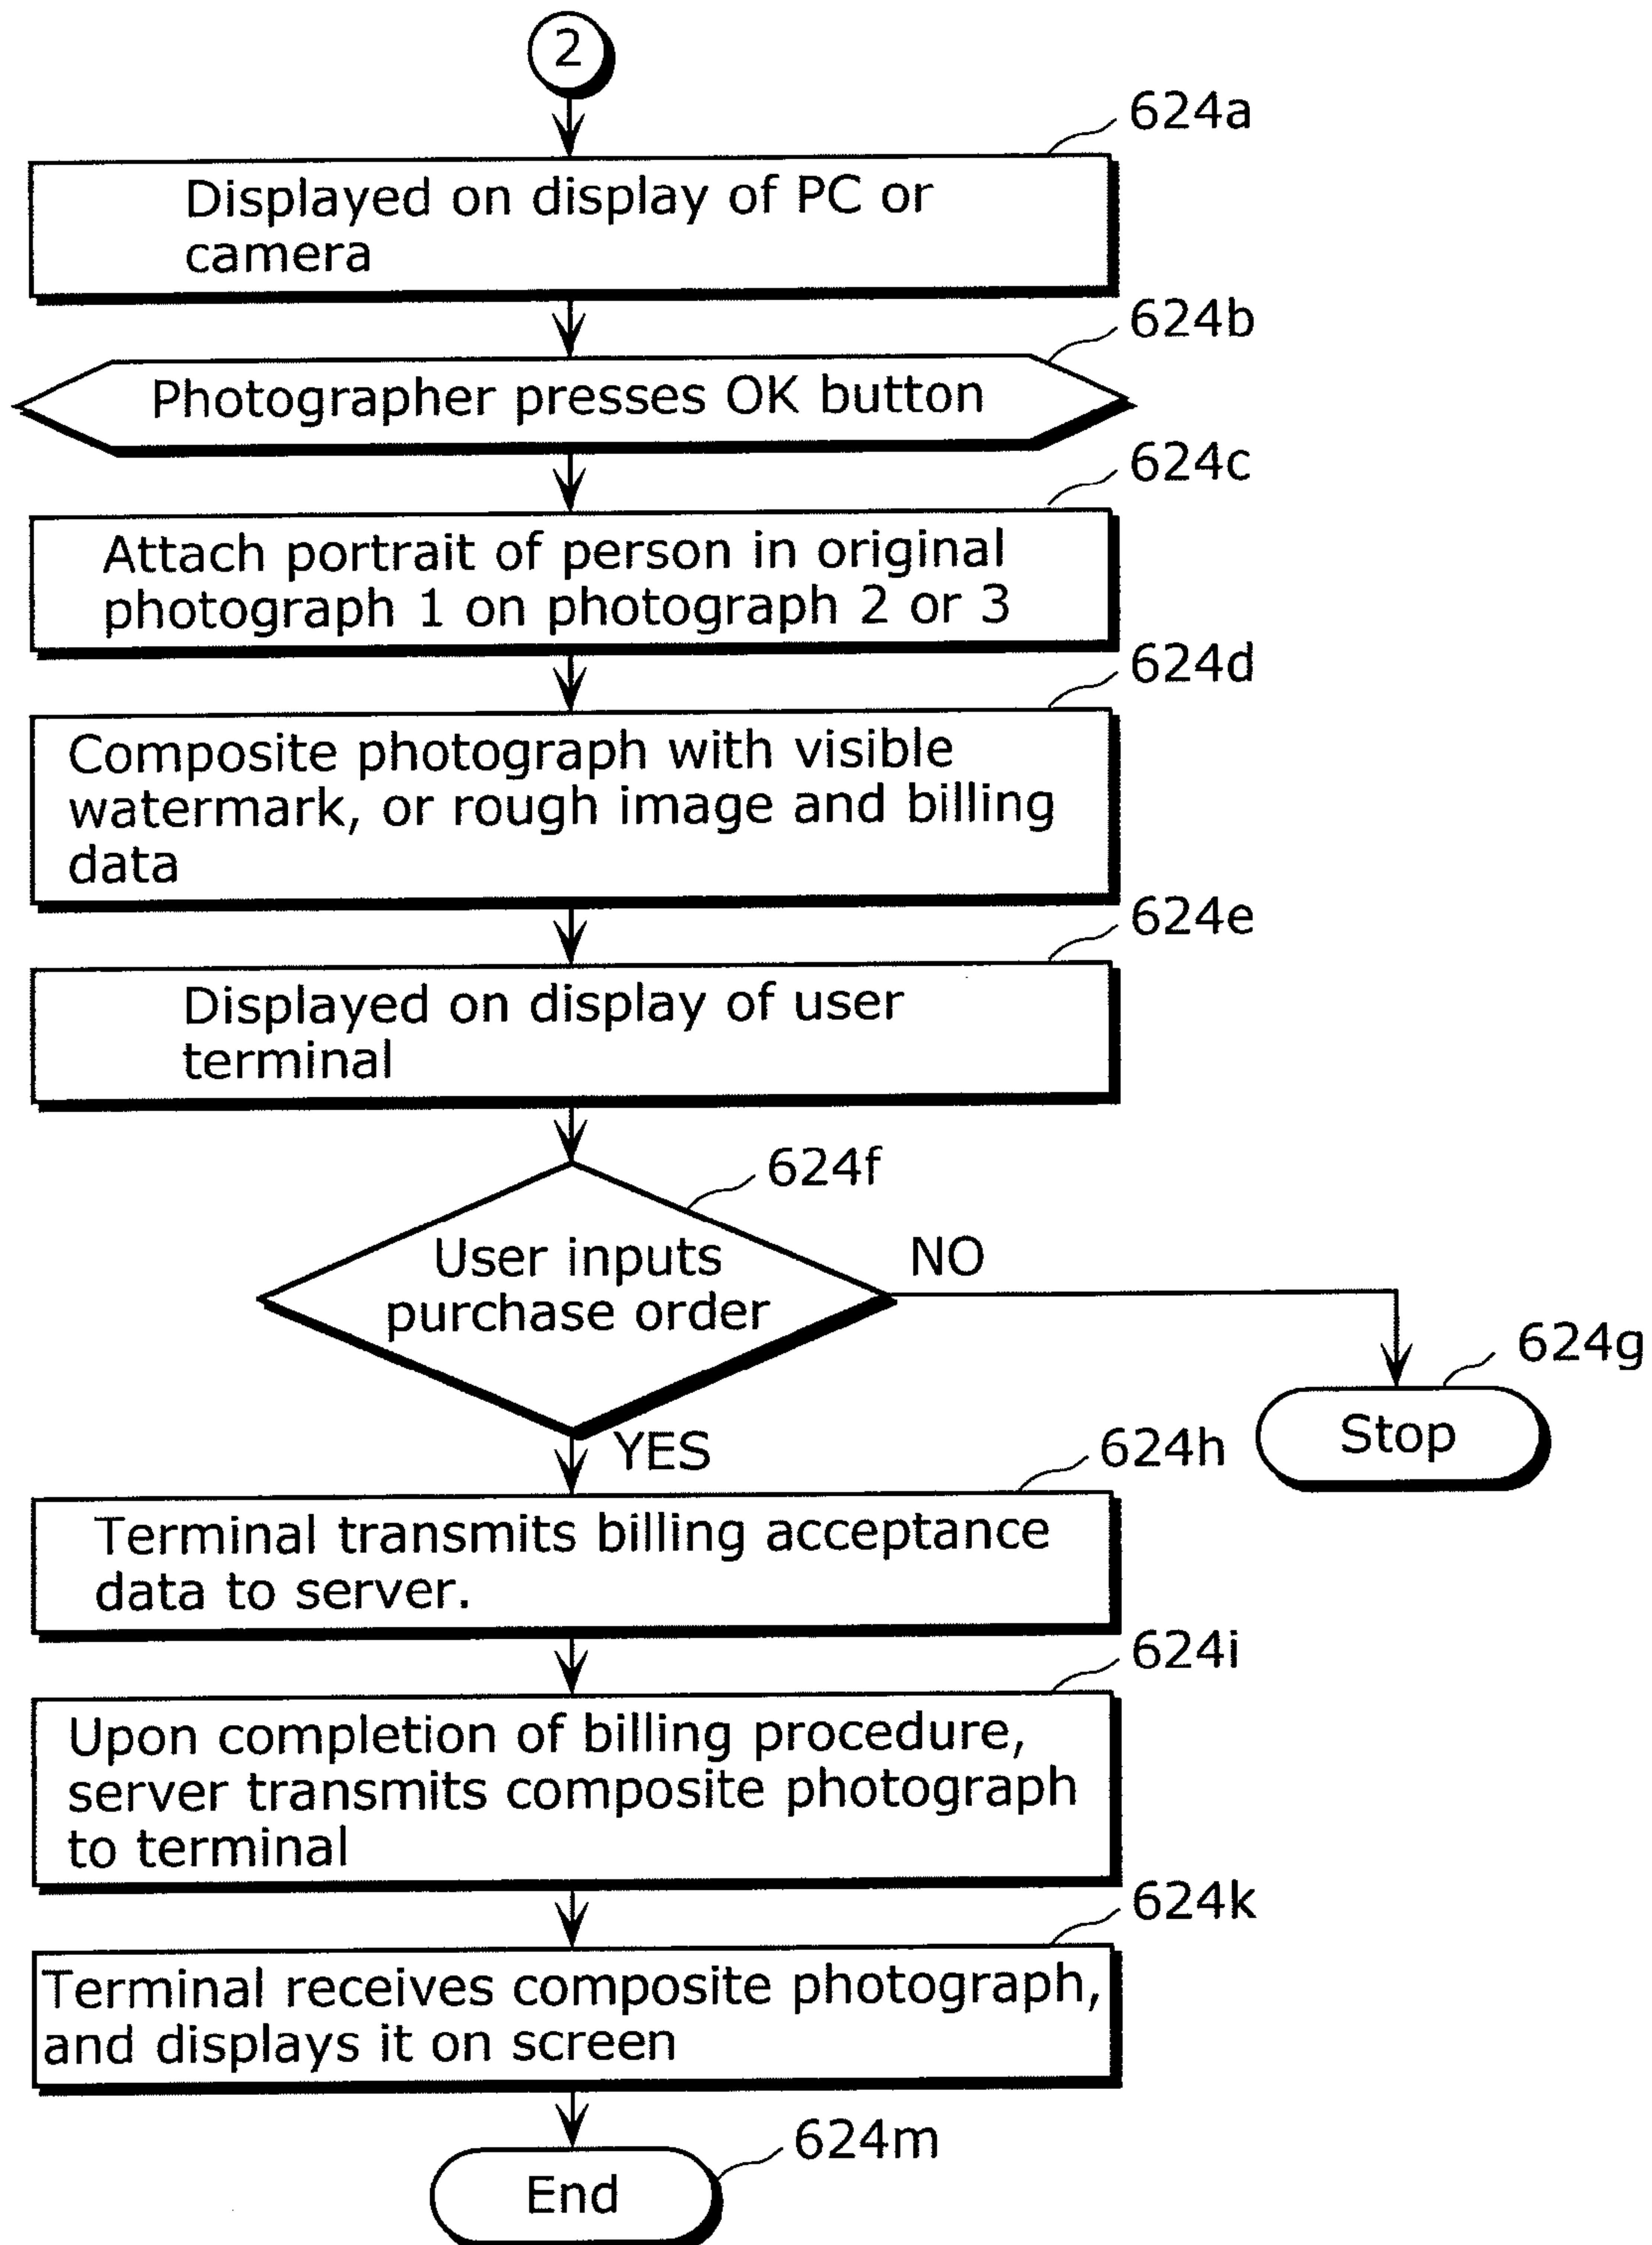 2
624a
Displayed on display of PC or
camera
624b
Photographer presses OK button
624c
Attach portrait of person in original
photograph 1 on photograph 2 or 3
624d
Composite photograph with visible
watermark, or rough image and billing
data
624e
Displayed on display of user
terminal
624f
User inputs
purchase order
NO
624g
Stop
YES
624h
Terminal transmits billing acceptance
data to server.
624i
Upon completion of billing procedure,
server transmits composite photograph
to terminal
624k
Terminal receives composite photograph,
and displays it on screen
624m
End